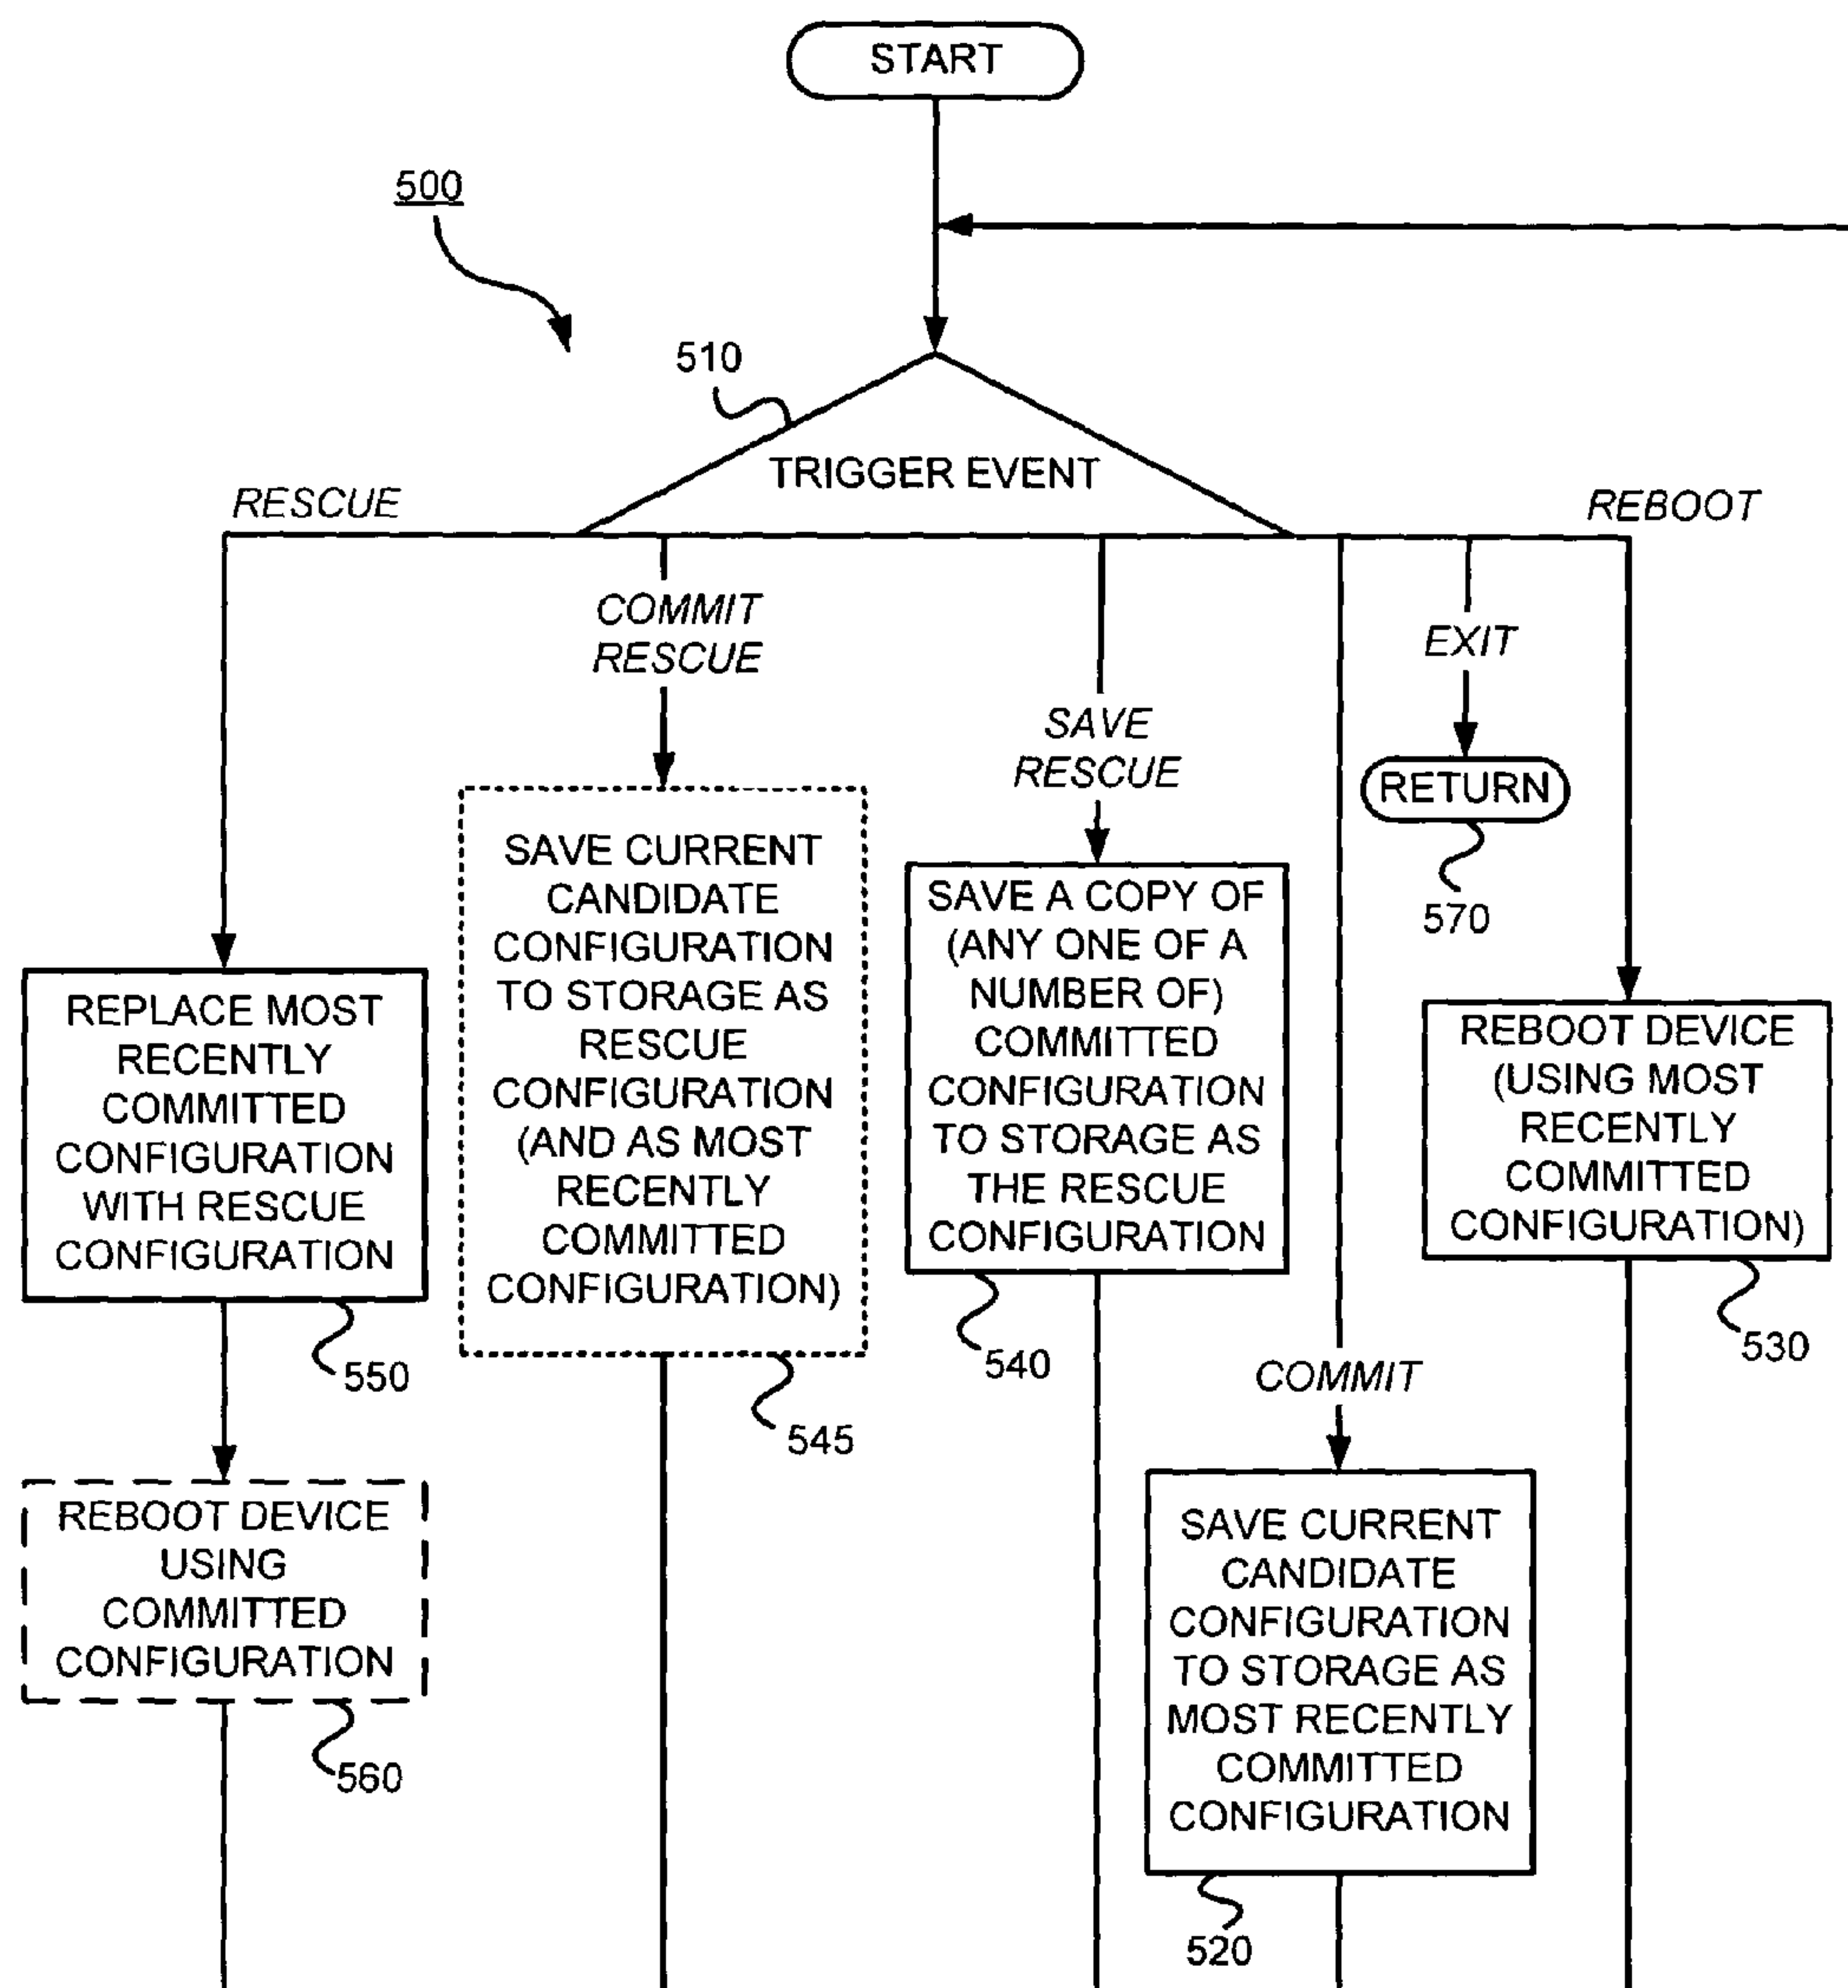 START
500
510
TRIGGER EVENT
RESCUE
REBOOT
COMMIT
RESCUE
EXIT
SAVE
RESCUE
RETURN
570
SAVE CURRENT
CANDIDATE
CONFIGURATION
TO STORAGE AS
RESCUE
CONFIGURATION
(AND AS MOST
RECENTLY
COMMITTED
CONFIGURATION)
545
SAVE A COPY OF
(ANY ONE OF A
NUMBER OF)
COMMITTED
CONFIGURATION
TO STORAGE AS
THE RESCUE
CONFIGURATION
540
REPLACE MOST
RECENTLY
COMMITTED
CONFIGURATION
WITH RESCUE
CONFIGURATION
550
REBOOT DEVICE
(USING MOST
RECENTLY
COMMITTED
CONFIGURATION)
530
COMMIT
REBOOT DEVICE
USING
COMMITTED
CONFIGURATION
560
SAVE CURRENT
CANDIDATE
CONFIGURATION
TO STORAGE AS
MOST RECENTLY
COMMITTED
CONFIGURATION
520